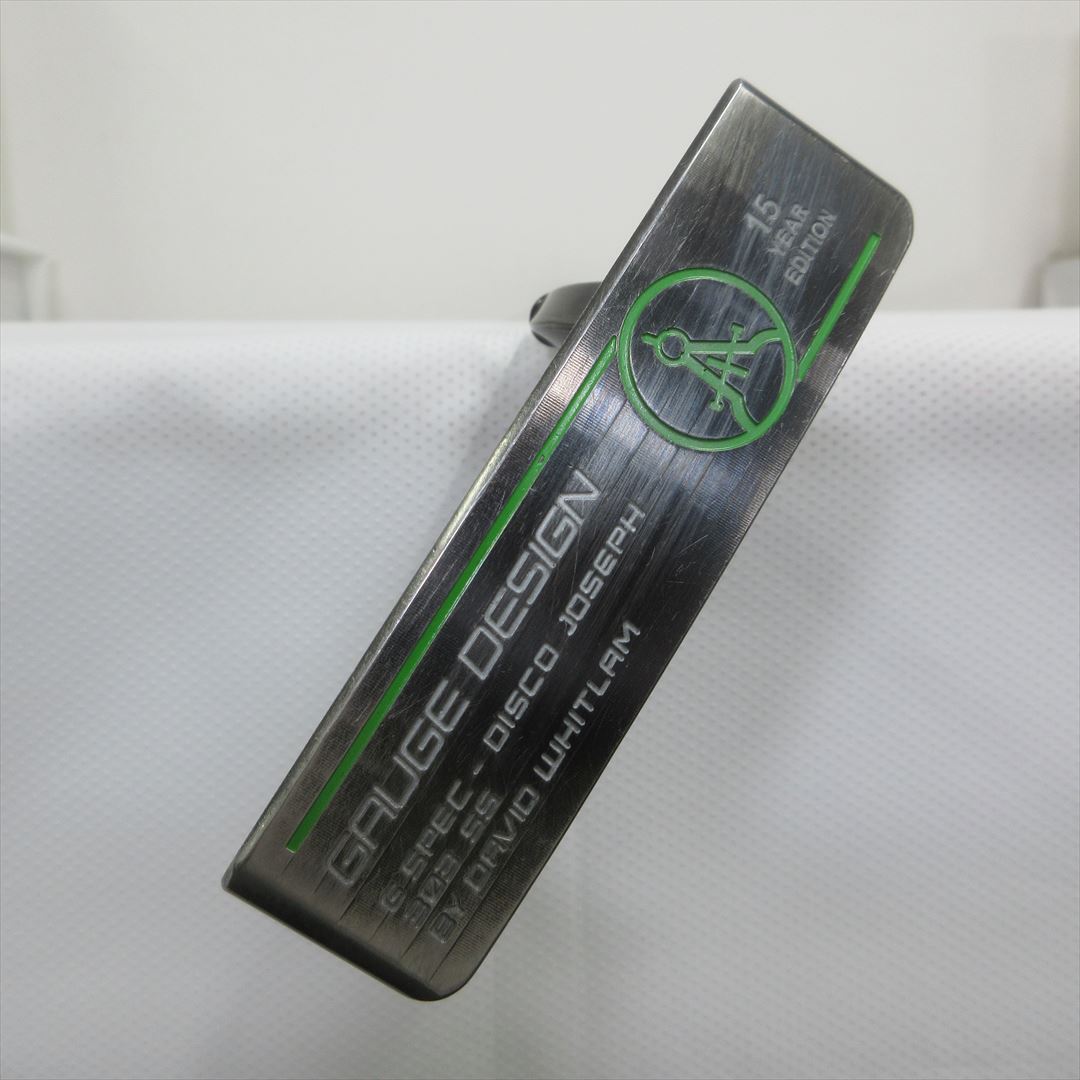 15
YEAR
EDITION
GAUGE DESIGN
G SPEC - DISCO JOSEPH
303 SS
BY DAVID WHITLAM